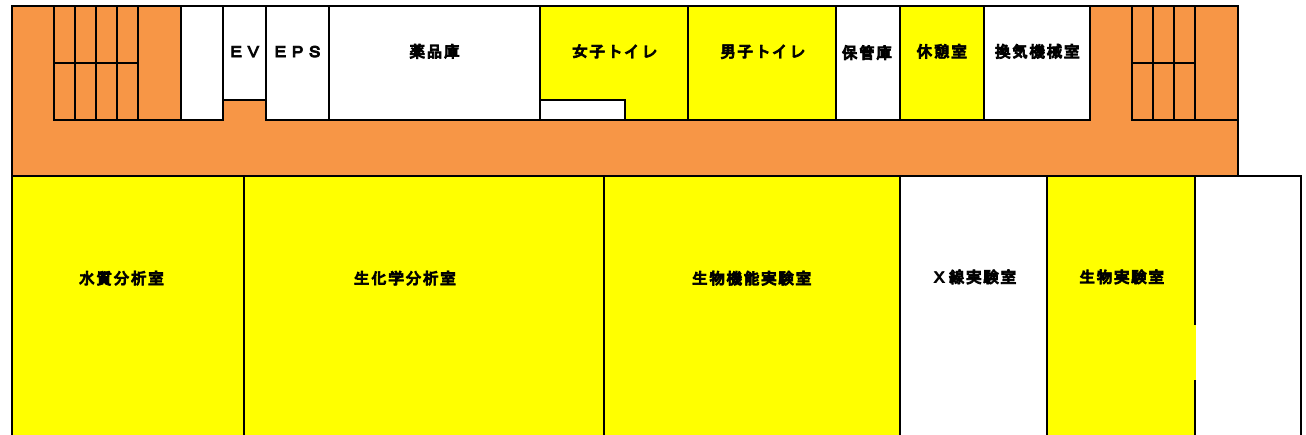 ＥＶ
ＥＰＳ
薬品庫
女子トイレ
男子トイレ
保管庫
休憩室
換気機械室
水質分析室
生化学分析室
生物機能実験室
Ｘ線実験室
生物実験室